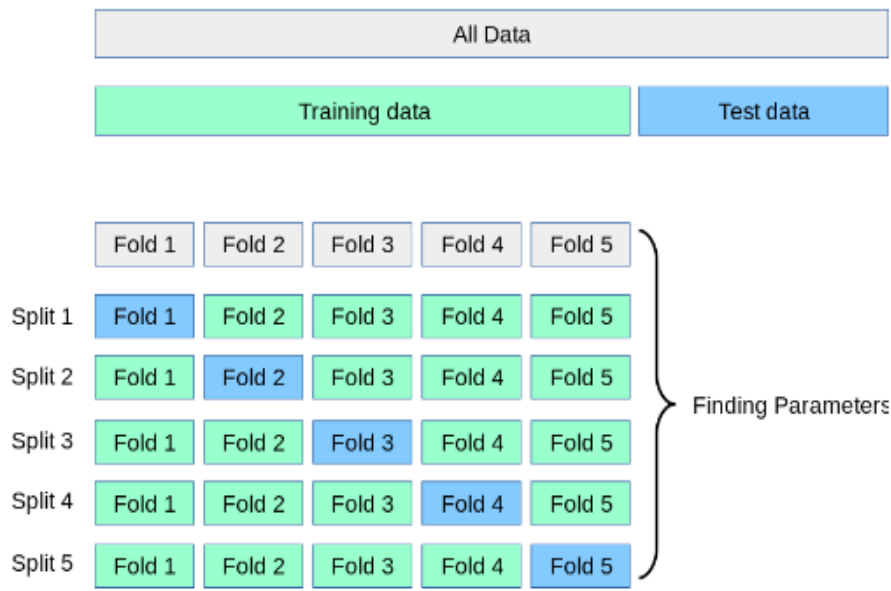 All Data
Training data Test data
Fold 1 Fold 2 Fold 3 Fold 4 Fold 5
Split 1 Fold 1 Fold 2 Fold 3 Fold 4 Fold 5
Split 2 Fold 1 Fold 2 Fold 3 Fold 4 Fold 5
Finding Parameters
Split 3 Fold 1 Fold 2 Fold 3 Fold 4 Fold 5
Split 4 Fold 1 Fold 2 Fold 3 Fold 4 Fold 5
Split 5 Fold 1 Fold 2 Fold 3 Fold 4 Fold 5